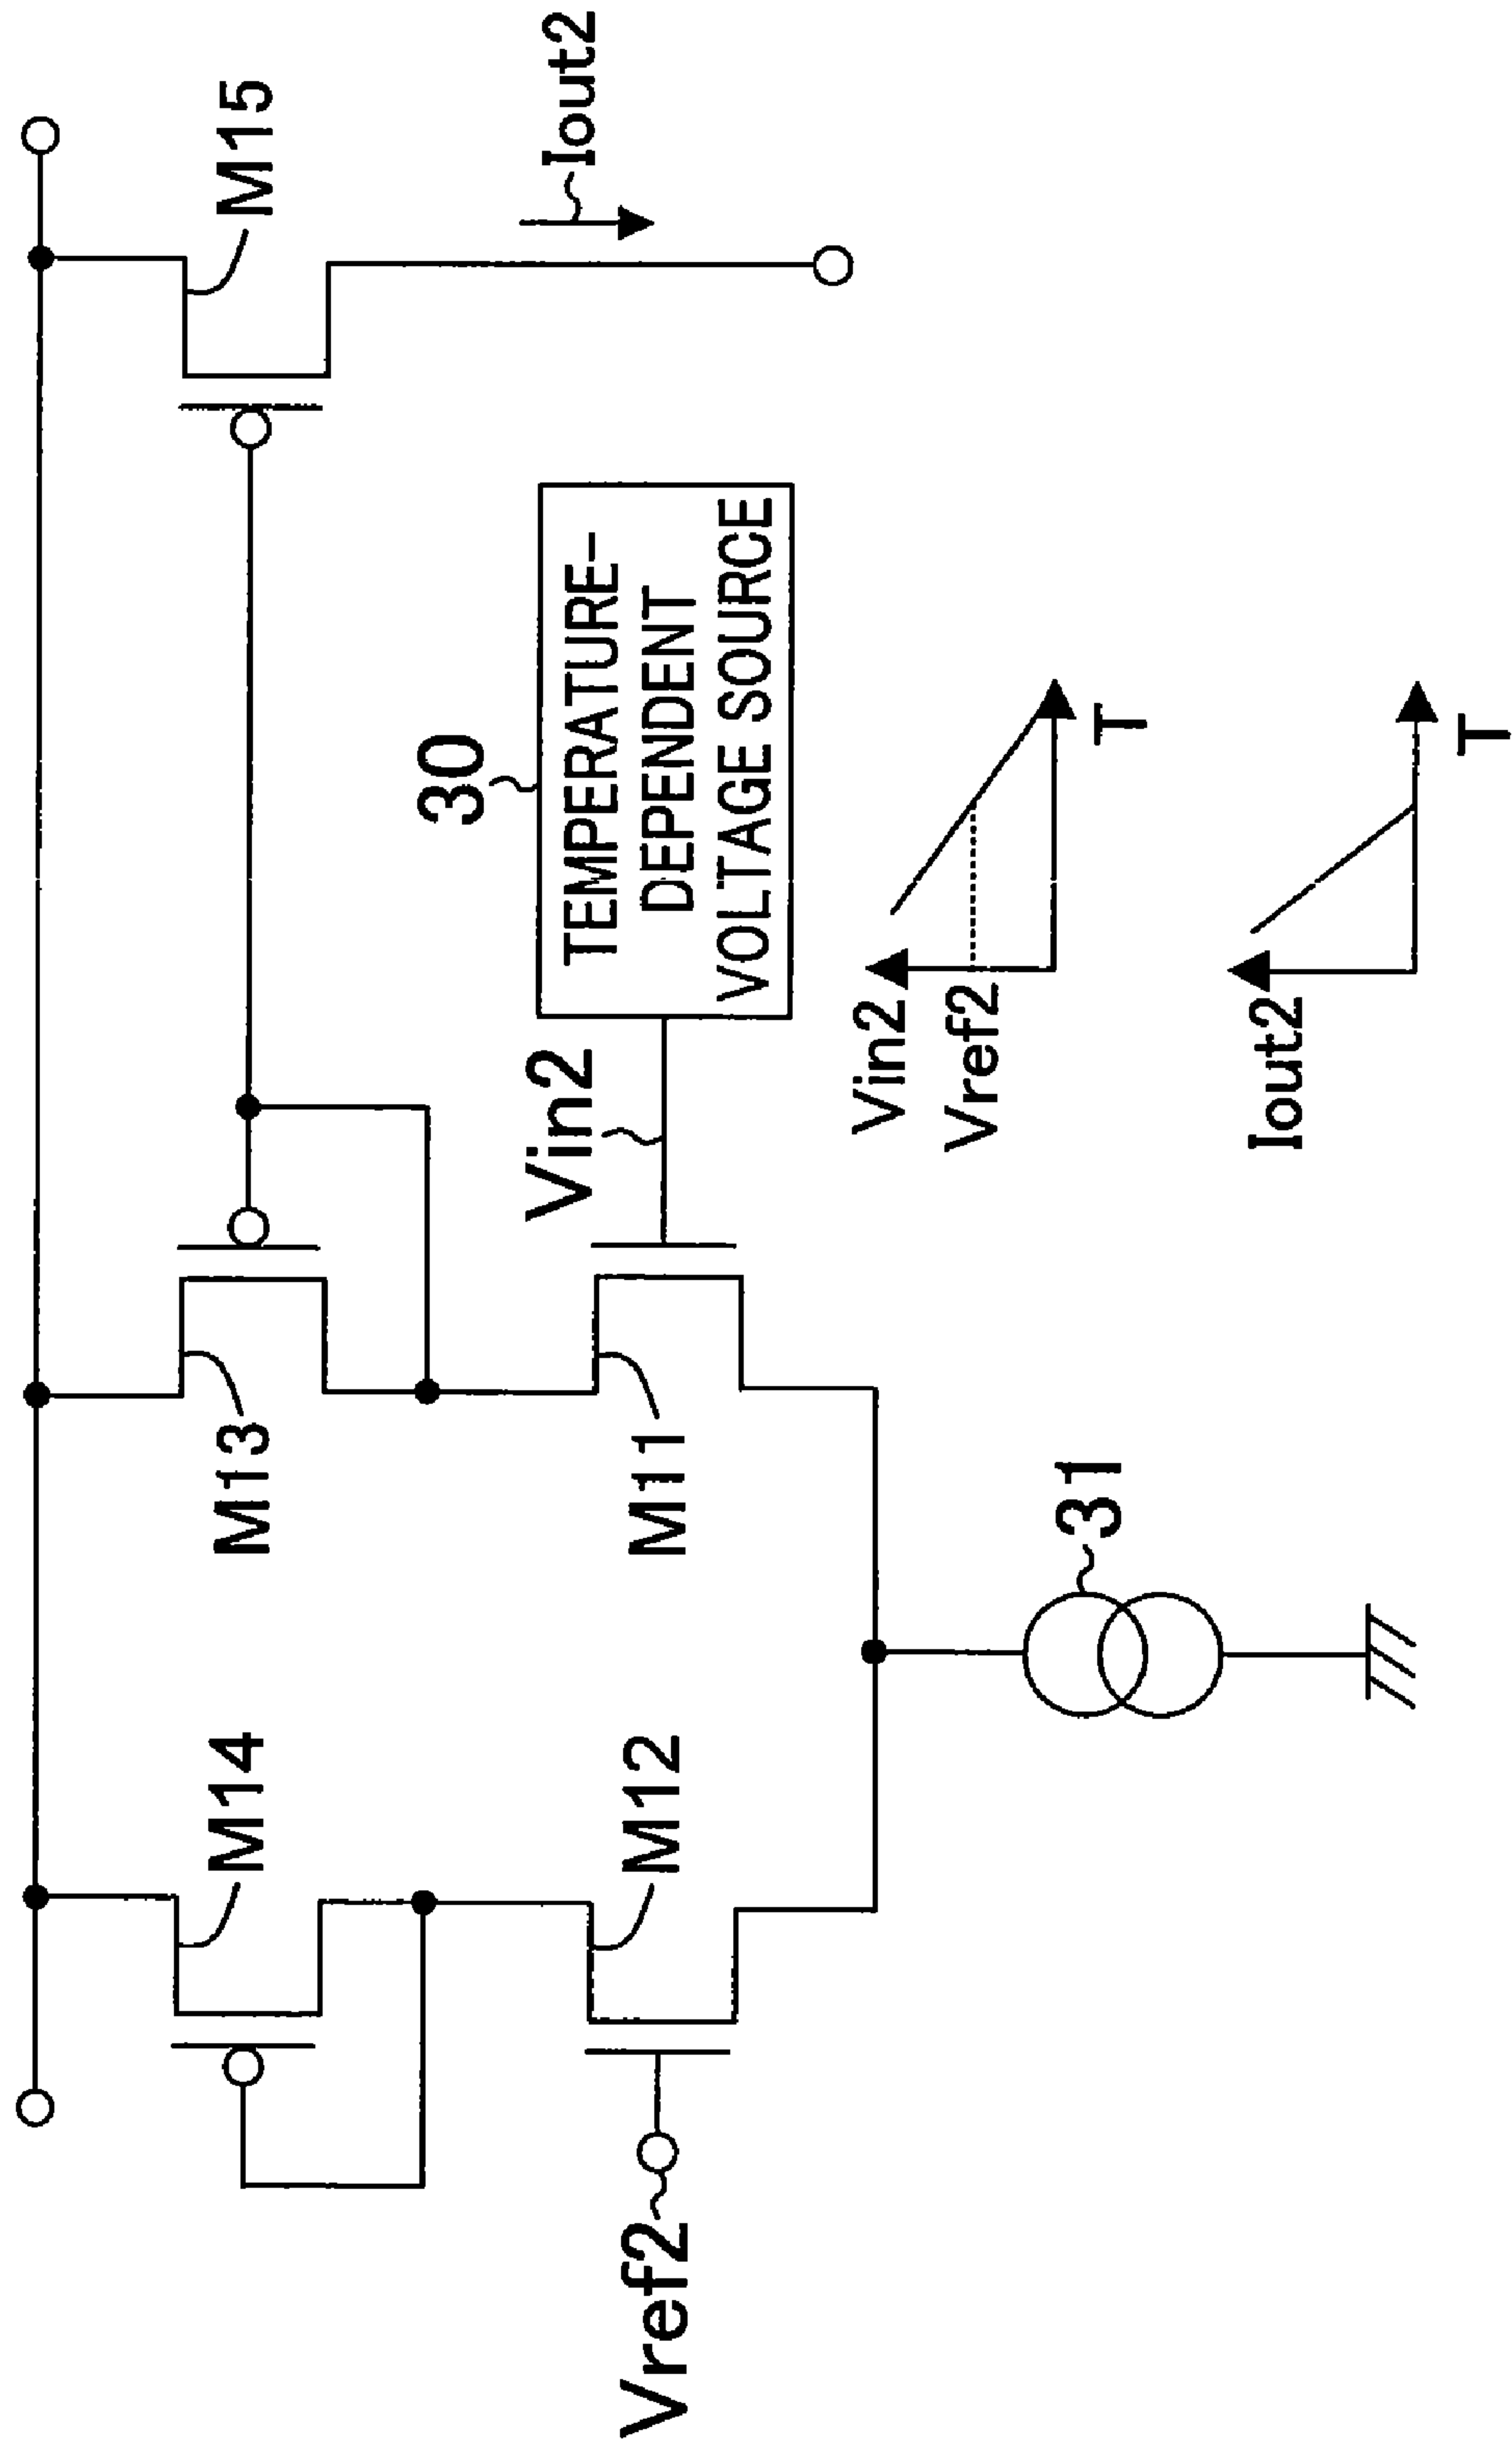 M14
M13
M15
Iout2
30
TEMPERATURE-
DEPENDENT
VOLTAGE SOURCE
Vin2
Vref2
M12
M11
31
Vin2
Vref2
T
Iout2
T